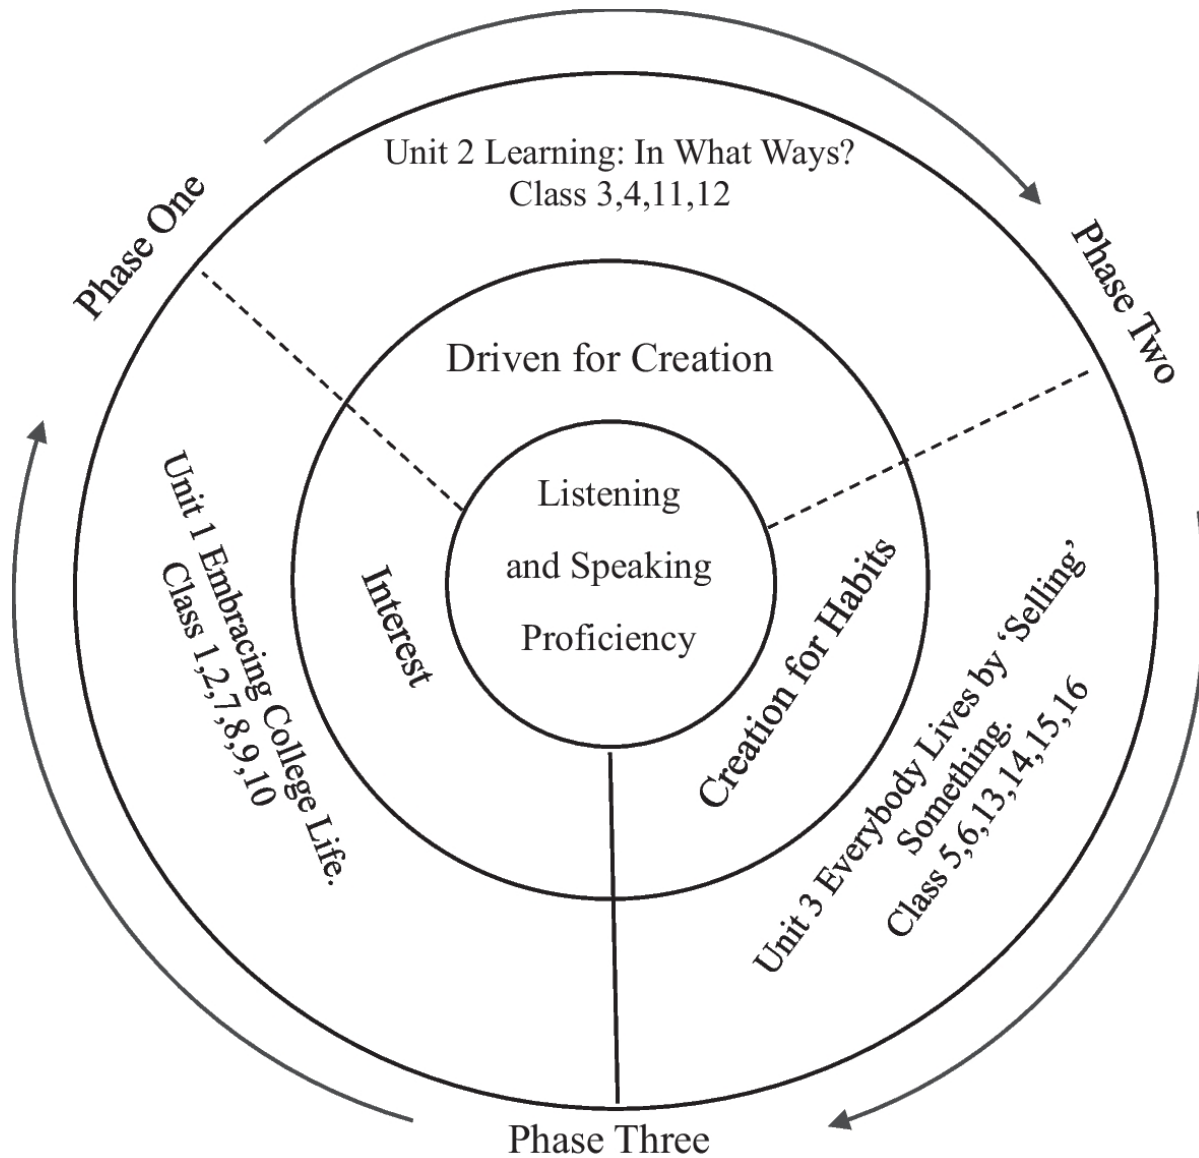 Phase One
Unit 2 Learning: In What Ways?
Class 3,4,11,12
Phase Two
Driven for Creation
Listening
and Speaking
Proficiency
Interest
Creation for Habits
Unit 1 Embracing College Life.
Class 1,2,7,8,9,10
Unit 3 Everybody Lives by ‘Selling’
Something.
Class 5,6,13,14,15,16
Phase Three